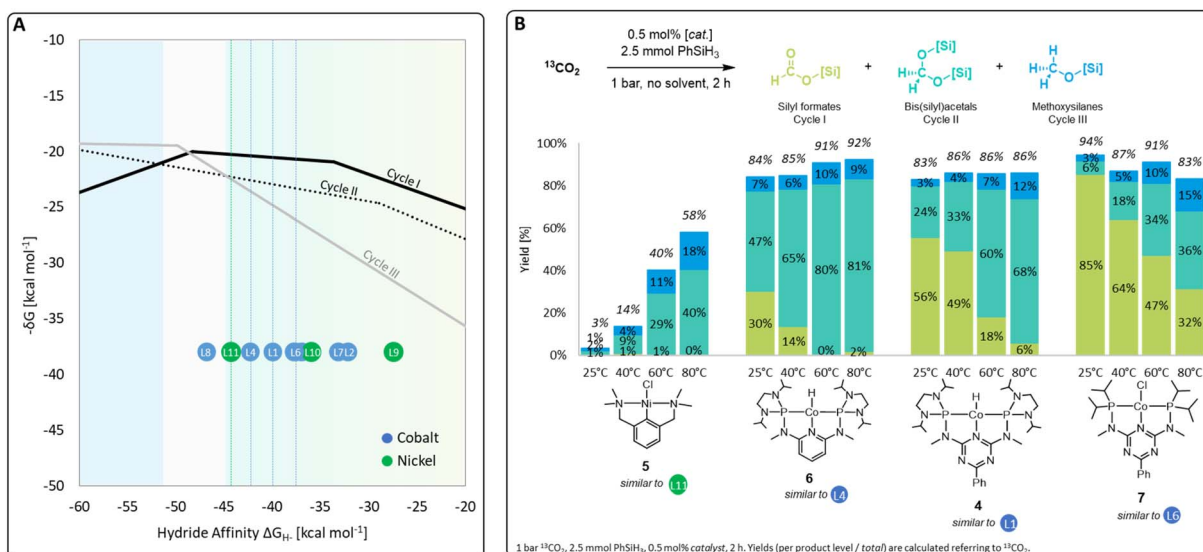 A
-δG [kcal mol⁻¹]
-10
-15
-20
-25
-30
-35
-40
-45
-50
Cycle I
Cycle II
Cycle III
L8 L11 L4 L1 L6 L10 L7 L2 L9
Cobalt
Nickel
-60 -55 -50 -45 -40 -35 -30 -25 -20
Hydride Affinity ΔG_H- [kcal mol⁻¹]
B
¹³CO₂
0.5 mol% [cat.]
2.5 mmol PhSiH₃
1 bar, no solvent, 2 h
H O O [Si]
+
[Si] O O [Si] C H H
+
H C H H O [Si]
Silyl formates
Cycle I
Bis(silyl)acetals
Cycle II
Methoxysilanes
Cycle III
Yield [%]
100%
80%
60%
40%
20%
0%
3% 14% 40% 58%
1% 4% 11% 18%
2% 9% 29% 40%
1% 1% 1% 0%
25°C 40°C 60°C 80°C
84% 85% 91% 92%
7% 6% 10% 9%
47% 65% 80% 81%
30% 14% 0% 2%
25°C 40°C 60°C 80°C
83% 86% 86% 86%
3% 4% 7% 12%
24% 33% 60% 68%
56% 49% 18% 6%
25°C 40°C 60°C 80°C
94% 87% 91% 83%
3% 5% 10% 15%
6% 18% 34% 36%
85% 64% 47% 32%
25°C 40°C 60°C 80°C
Cl
N Ni N
5
similar to L11
H
N N N N
P Co P
N N N
6
similar to L4
H
N N N N
P Co P
N N N
N N
Ph
4
similar to L1
Cl
P Co P
N N N
N N
Ph
7
similar to L6
1 bar ¹³CO₂, 2.5 mmol PhSiH₃, 0.5 mol% catalyst, 2 h. Yields (per product level / total) are calculated referring to ¹³CO₂.